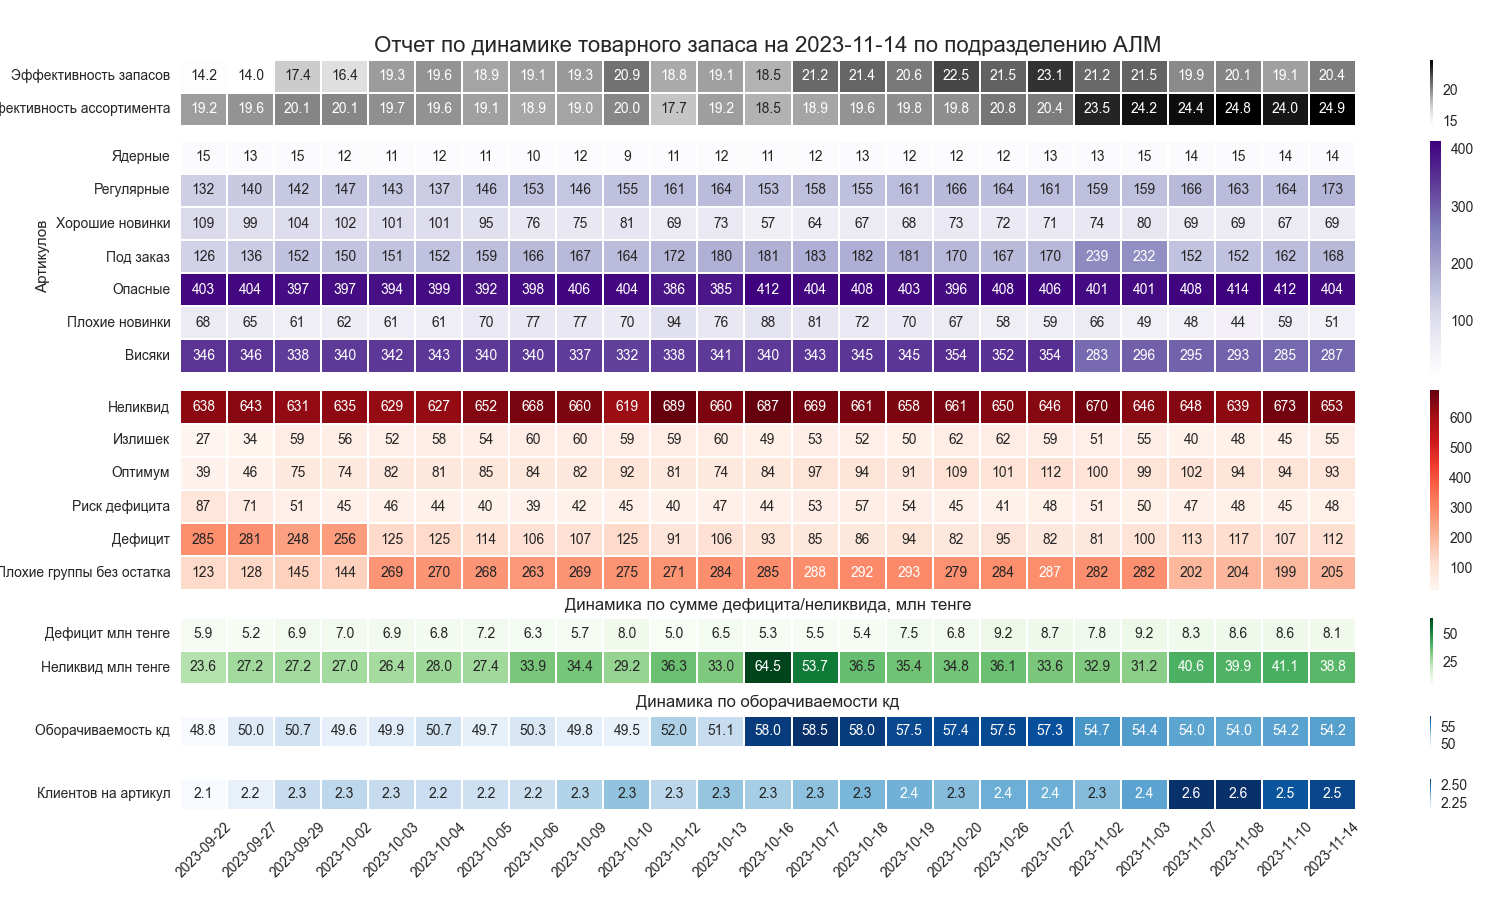 Отчет по динамике товарного запаса на 2023-11-14 по подразделению АЛМ
Эффективность запасов 14.2 14.0 17.4 16.4 19.3 19.6 18.9 19.1 19.3 20.9 18.8 19.1 18.5 21.2 21.4 20.6 22.5 21.5 23.1 21.2 21.5 19.9 20.1 19.1 20.4
фективность ассортимента 19.2 19.6 20.1 20.1 19.7 19.6 19.1 18.9 19.0 20.0 17.7 19.2 18.5 18.9 19.6 19.8 19.8 20.8 20.4 23.5 24.2 24.4 24.8 24.0 24.9
20
15
Артикулов
Ядерные 15 13 15 12 11 12 11 10 12 9 11 12 11 12 13 12 12 12 13 13 15 14 15 14 14
Регулярные 132 140 142 147 143 137 146 153 146 155 161 164 153 158 155 161 166 164 161 159 159 166 163 164 173
Хорошие новинки 109 99 104 102 101 101 95 76 75 81 69 73 57 64 67 68 73 72 71 74 80 69 69 67 69
Под заказ 126 136 152 150 151 152 159 166 167 164 172 180 181 183 182 181 170 167 170 239 232 152 152 162 168
Опасные 403 404 397 397 394 399 392 398 406 404 386 385 412 404 408 403 396 408 406 401 401 408 414 412 404
Плохие новинки 68 65 61 62 61 61 70 77 77 70 94 76 88 81 72 70 67 58 59 66 49 48 44 59 51
Висяки 346 346 338 340 342 343 340 340 337 332 338 341 340 343 345 345 354 352 354 283 296 295 293 285 287
400
300
200
100
Неликвид 638 643 631 635 629 627 652 668 660 619 689 660 687 669 661 658 661 650 646 670 646 648 639 673 653
Излишек 27 34 59 56 52 58 54 60 60 59 59 60 49 53 52 50 62 62 59 51 55 40 48 45 55
Оптимум 39 46 75 74 82 81 85 84 82 92 81 74 84 97 94 91 109 101 112 100 99 102 94 94 93
Риск дефицита 87 71 51 45 46 44 40 39 42 45 40 47 44 53 57 54 45 41 48 51 50 47 48 45 48
Дефицит 285 281 248 256 125 125 114 106 107 125 91 106 93 85 86 94 82 95 82 81 100 113 117 107 112
Плохие группы без остатка 123 128 145 144 269 270 268 263 269 275 271 284 285 288 292 293 279 284 287 282 282 202 204 199 205
600
500
400
300
200
100
Динамика по сумме дефицита/неликвида, млн тенге
Дефицит млн тенге 5.9 5.2 6.9 7.0 6.9 6.8 7.2 6.3 5.7 8.0 5.0 6.5 5.3 5.5 5.4 7.5 6.8 9.2 8.7 7.8 9.2 8.3 8.6 8.6 8.1
Неликвид млн тенге 23.6 27.2 27.2 27.0 26.4 28.0 27.4 33.9 34.4 29.2 36.3 33.0 64.5 53.7 36.5 35.4 34.8 36.1 33.6 32.9 31.2 40.6 39.9 41.1 38.8
50
25
Динамика по оборачиваемости кд
Оборачиваемость кд 48.8 50.0 50.7 49.6 49.9 50.7 49.7 50.3 49.8 49.5 52.0 51.1 58.0 58.5 58.0 57.5 57.4 57.5 57.3 54.7 54.4 54.0 54.0 54.2 54.2
55
50
Клиентов на артикул 2.1 2.2 2.3 2.3 2.3 2.2 2.2 2.2 2.3 2.3 2.3 2.3 2.3 2.3 2.3 2.4 2.3 2.4 2.4 2.3 2.4 2.6 2.6 2.5 2.5
2.50
2.25
2023-09-22 2023-09-27 2023-09-29 2023-10-02 2023-10-03 2023-10-04 2023-10-05 2023-10-06 2023-10-09 2023-10-10 2023-10-12 2023-10-13 2023-10-16 2023-10-17 2023-10-18 2023-10-19 2023-10-20 2023-10-26 2023-10-27 2023-11-02 2023-11-03 2023-11-07 2023-11-08 2023-11-10 2023-11-14